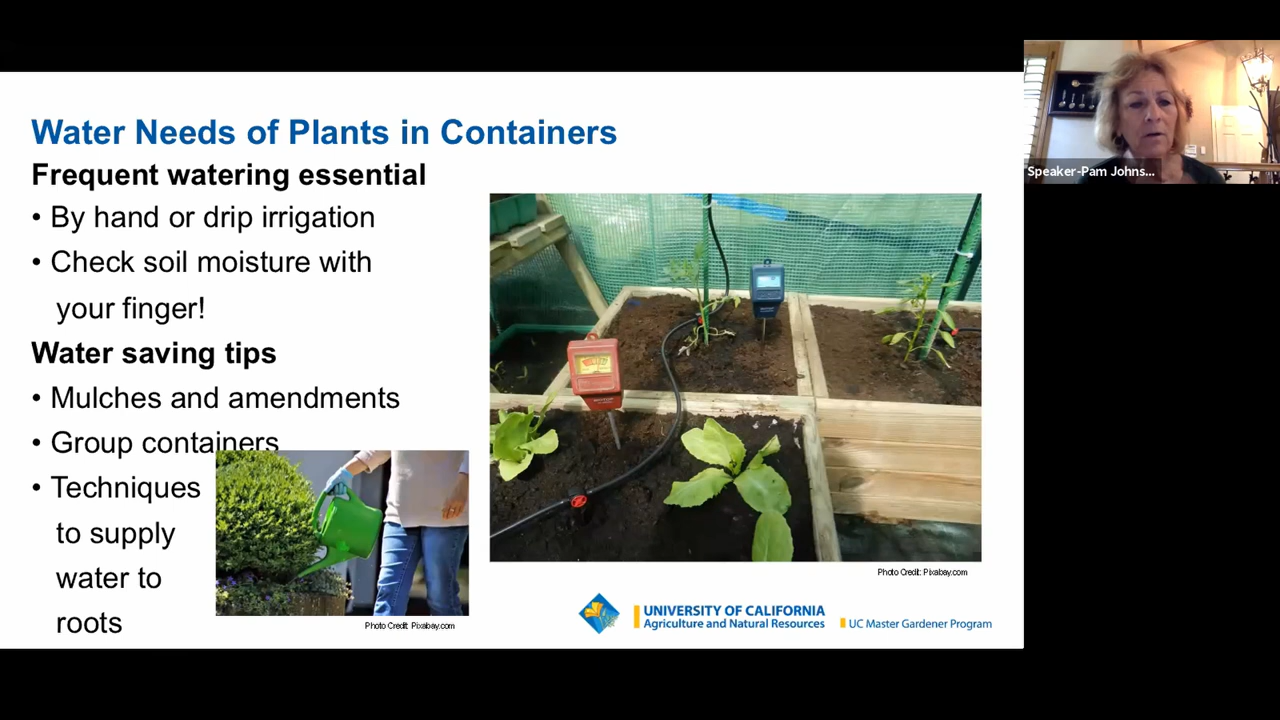 Water Needs of Plants in Containers
Frequent watering essential
• By hand or drip irrigation
• Check soil moisture with
your finger!
Water saving tips
• Mulches and amendments
• Group containers
• Techniques
to supply
water to
roots
Photo Credit: Pixabay.com
Photo Credit: Pixabay.com
UNIVERSITY OF CALIFORNIA
Agriculture and Natural Resources
UC Master Gardener Program
Speaker-Pam Johns...